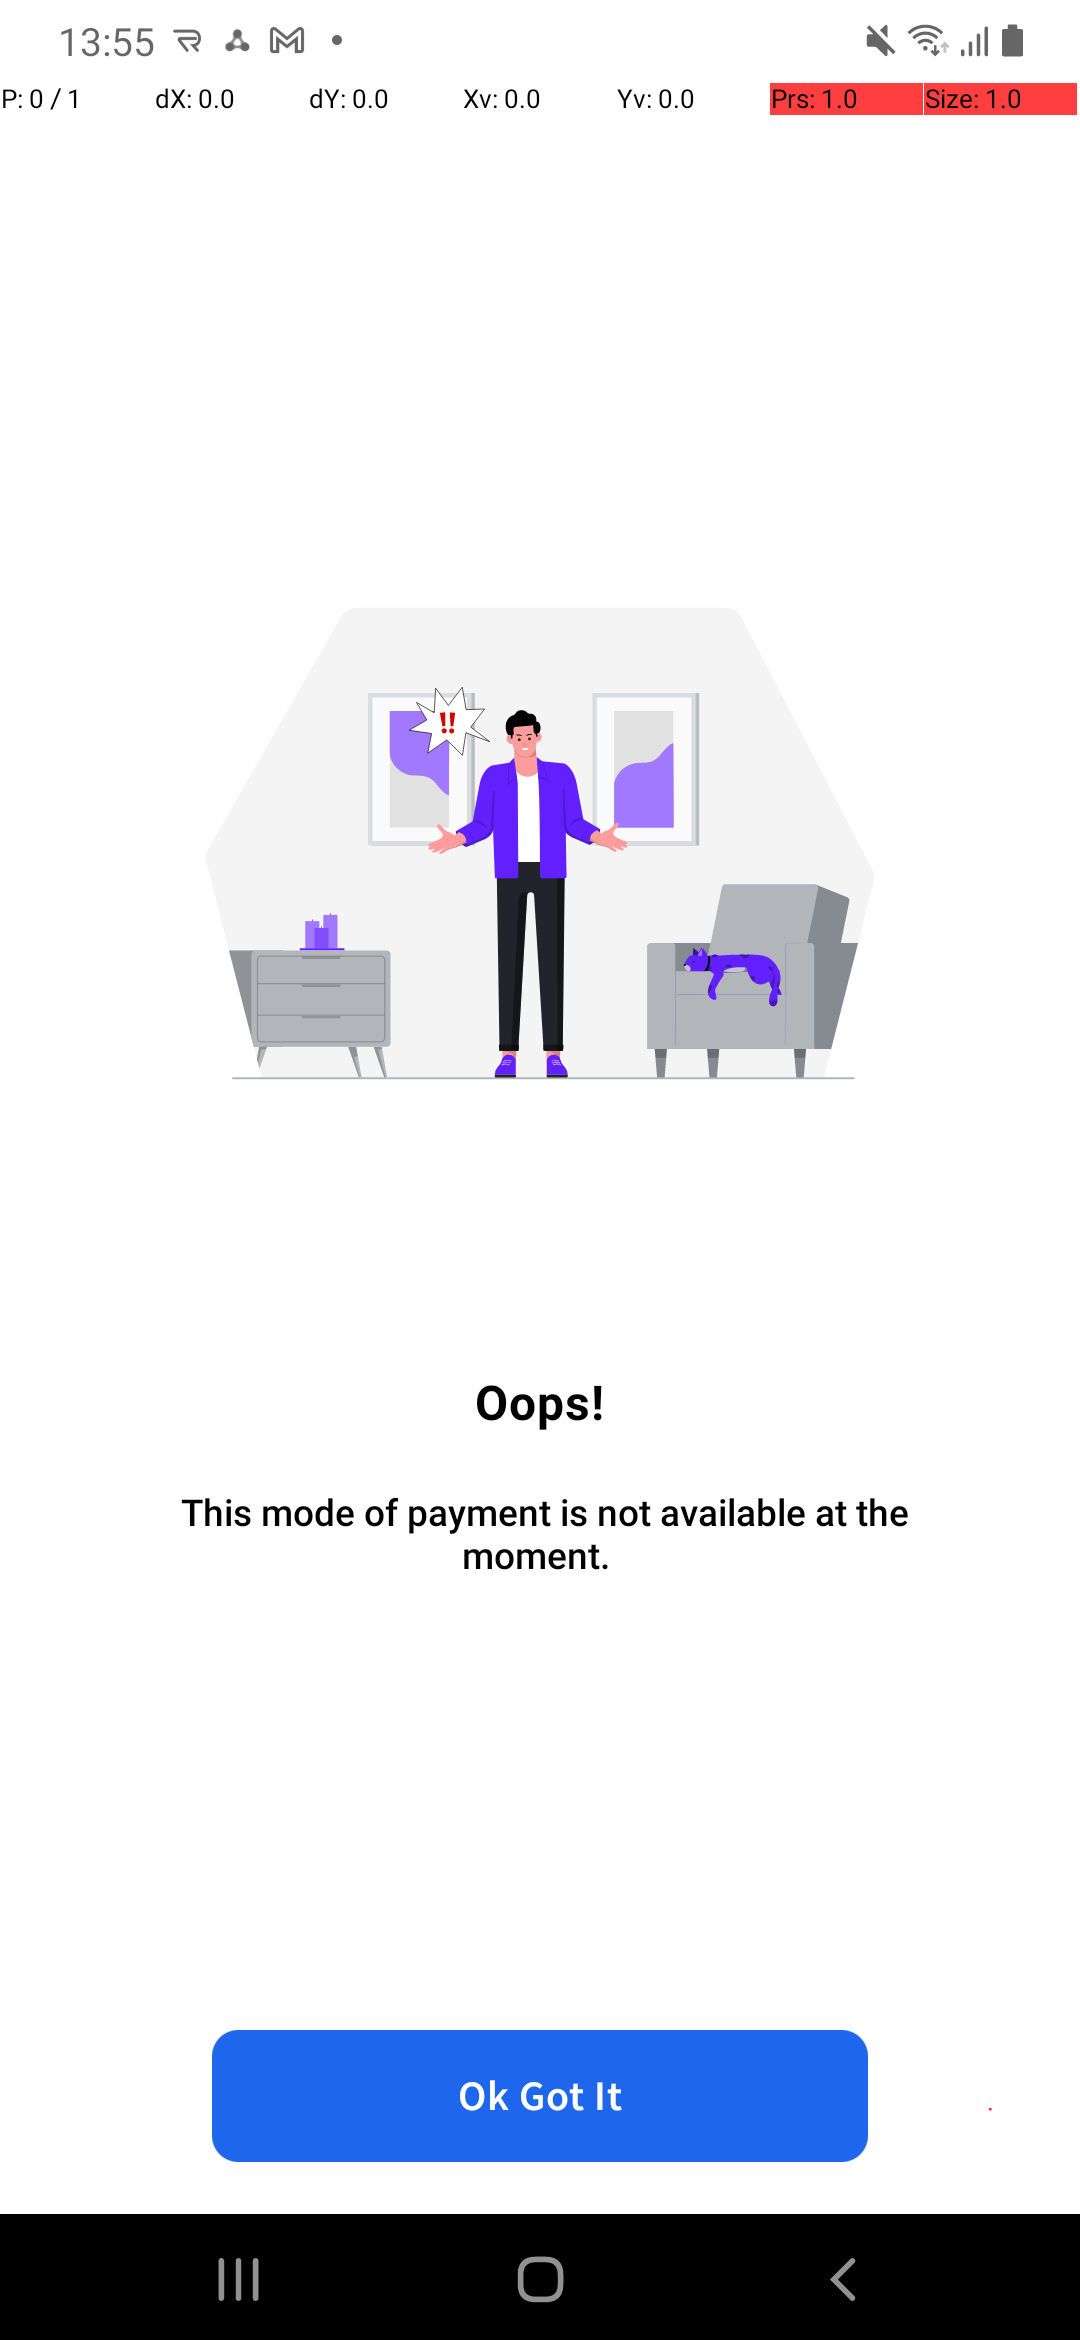 13:55
P: 0 / 1 dX: 0.0 dY: 0.0 Xv: 0.0 Yv: 0.0 Prs: 1.0 Size: 1.0
!!
Oops!
This mode of payment is not available at the
moment.
Ok Got It